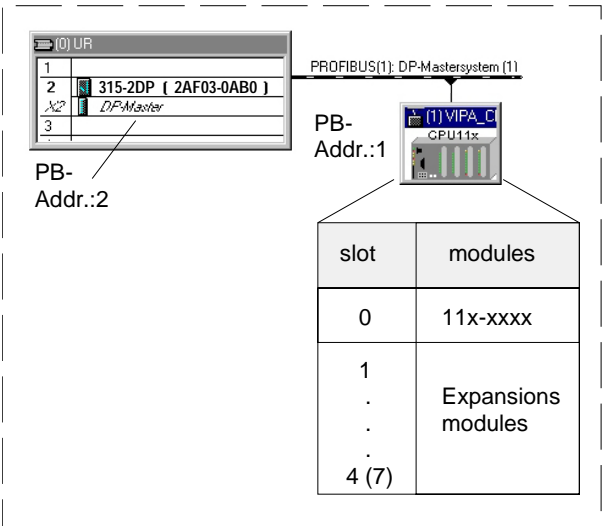 (0) UR
1
2 315-2DP ( 2AF03-0AB0 )
X2 DP-Master
3
PROFIBUS(1): DP-Mastersystem (1)
PB-
Addr.:2
PB-
Addr.:1
(1) VIPA_C
CPU11x
slot modules
0 11x-xxxx
1
.
.
.
4 (7)
Expansions
modules